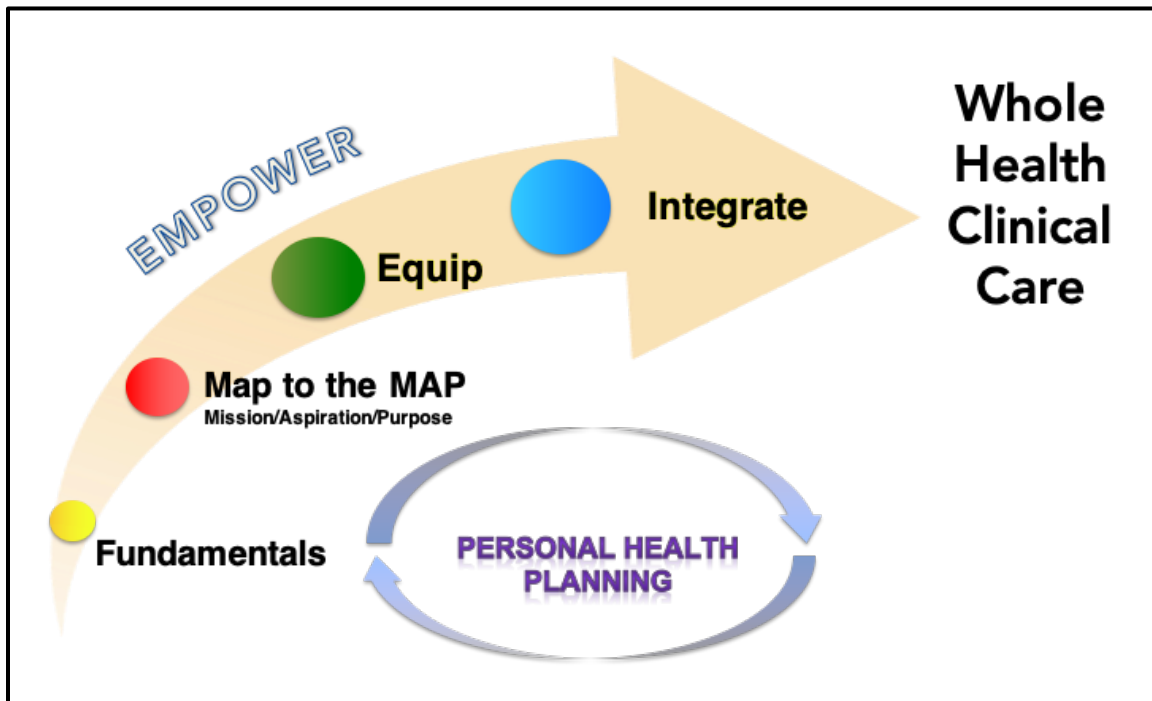 EMPOWER
Whole
Health
Clinical
Care
Integrate
Equip
Map to the MAP
Mission/Aspiration/Purpose
Fundamentals
PERSONAL HEALTH
PLANNING